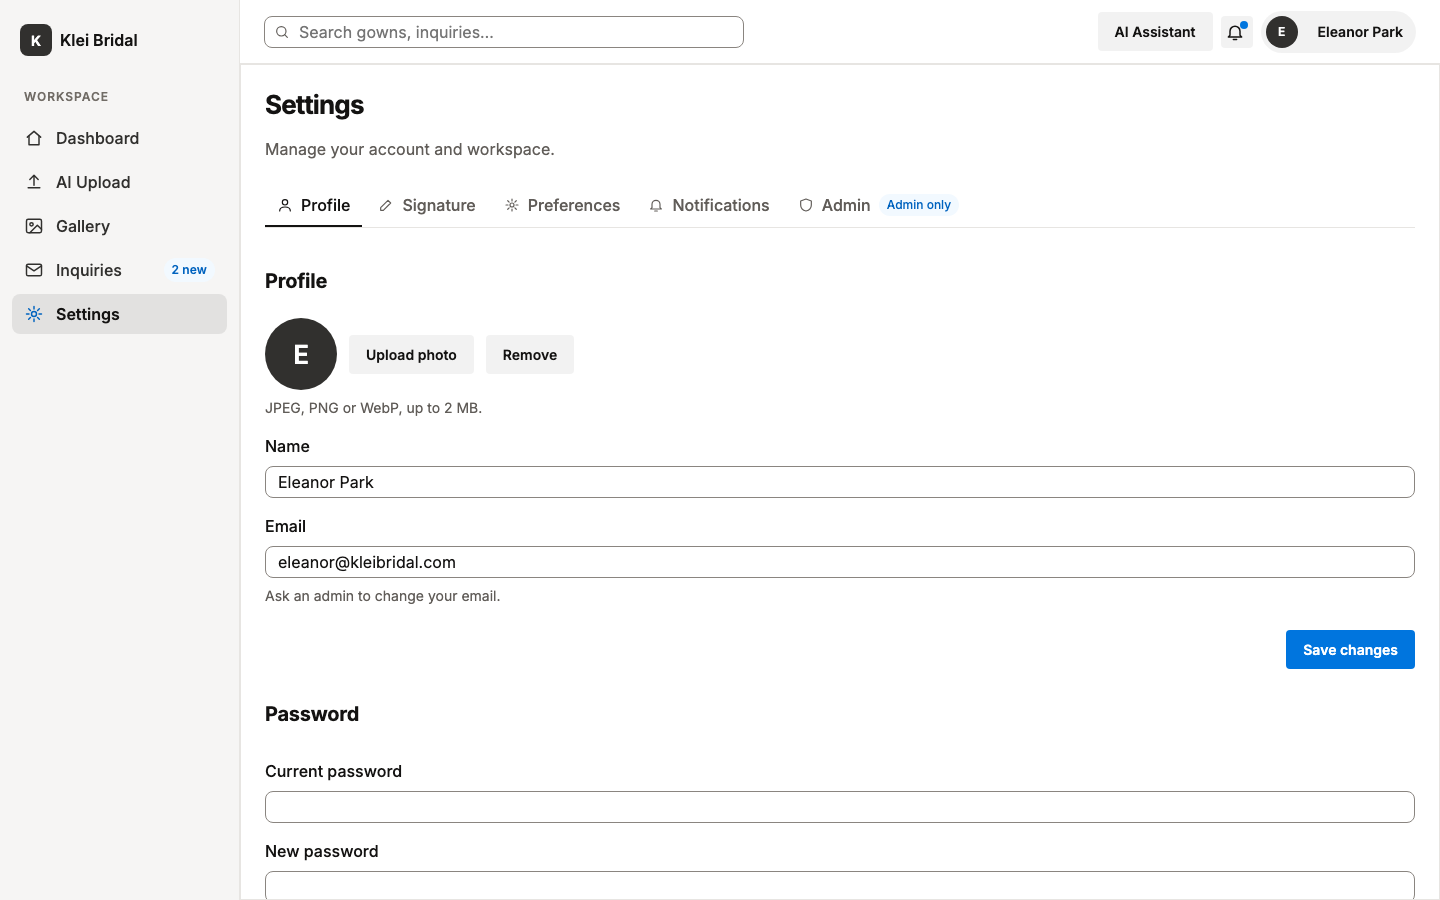 K Klei Bridal
Search gowns, inquiries...
AI Assistant
E Eleanor Park
WORKSPACE
Dashboard
AI Upload
Gallery
Inquiries 2 new
Settings
Settings
Manage your account and workspace.
Profile Signature Preferences Notifications Admin Admin only
Profile
E
Upload photo Remove
JPEG, PNG or WebP, up to 2 MB.
Name
Eleanor Park
Email
eleanor@kleibridal.com
Ask an admin to change your email.
Save changes
Password
Current password
New password